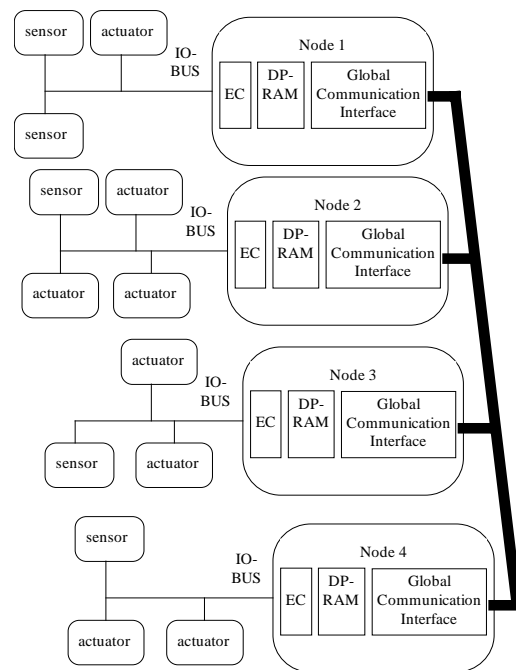 sensor
actuator
IO-
BUS
Node 1
EC
DP-
RAM
Global
Communication
Interface
sensor
sensor
actuator
IO-
BUS
Node 2
EC
DP-
RAM
Global
Communication
Interface
actuator
actuator
actuator
IO-
BUS
Node 3
EC
DP-
RAM
Global
Communication
Interface
sensor
actuator
sensor
IO-
BUS
Node 4
EC
DP-
RAM
Global
Communication
Interface
actuator
actuator